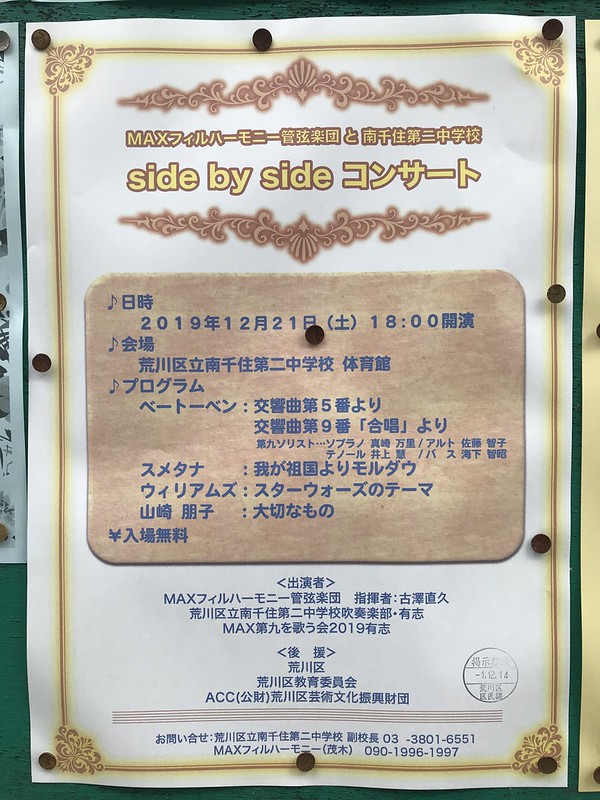 MAXフィルハーモニー管弦楽団 と 南千住第二中学校
side by side コンサート
♪日時
2019年12月21日（土）18：00開演
♪会場
荒川区立南千住第二中学校 体育館
♪プログラム
ベートーベン：交響曲第5番より
交響曲第9番「合唱」より
第九ソリスト…ソプラノ 真崎 万里／アルト 佐藤 智子
テノール 井上 慧 ／バ ス 海下 智昭
スメタナ ：我が祖国よりモルダウ
ウィリアムズ：スターウォーズのテーマ
山崎 朋子 ：大切なもの
￥入場無料
＜出演者＞
MAXフィルハーモニー管弦楽団 指揮者：古澤直久
荒川区立南千住第二中学校吹奏楽部・有志
MAX第九を歌う会2019有志
＜後 援＞
荒川区
荒川区教育委員会
ACC(公財)荒川区芸術文化振興財団
掲示
-1.12.14
荒川区
区民課
お問い合せ：荒川区立南千住第二中学校 副校長 03 -3801-6551
MAXフィルハーモニー（茂木） 090-1996-1997